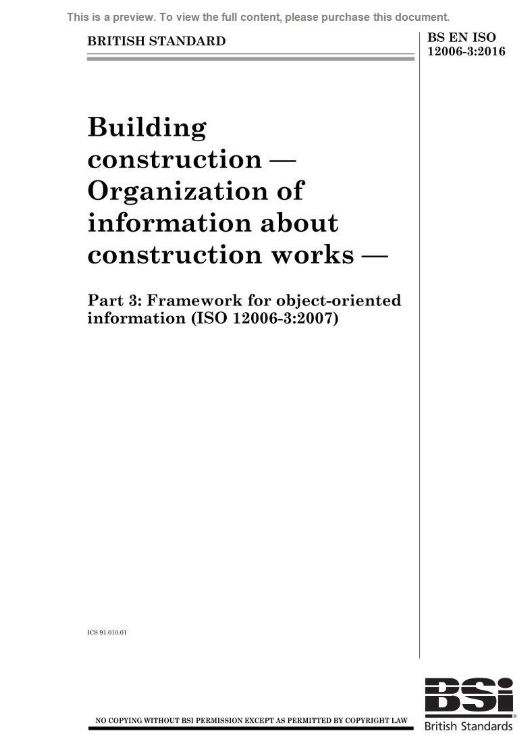 This is a preview. To view the full content, please purchase this document.
BRITISH STANDARD
BS EN ISO
12006-3:2016
Building
construction —
Organization of
information about
construction works —
Part 3: Framework for object-oriented
information (ISO 12006-3:2007)
ICS 91.010.01
NO COPYING WITHOUT BSI PERMISSION EXCEPT AS PERMITTED BY COPYRIGHT LAW
BSi
British Standards